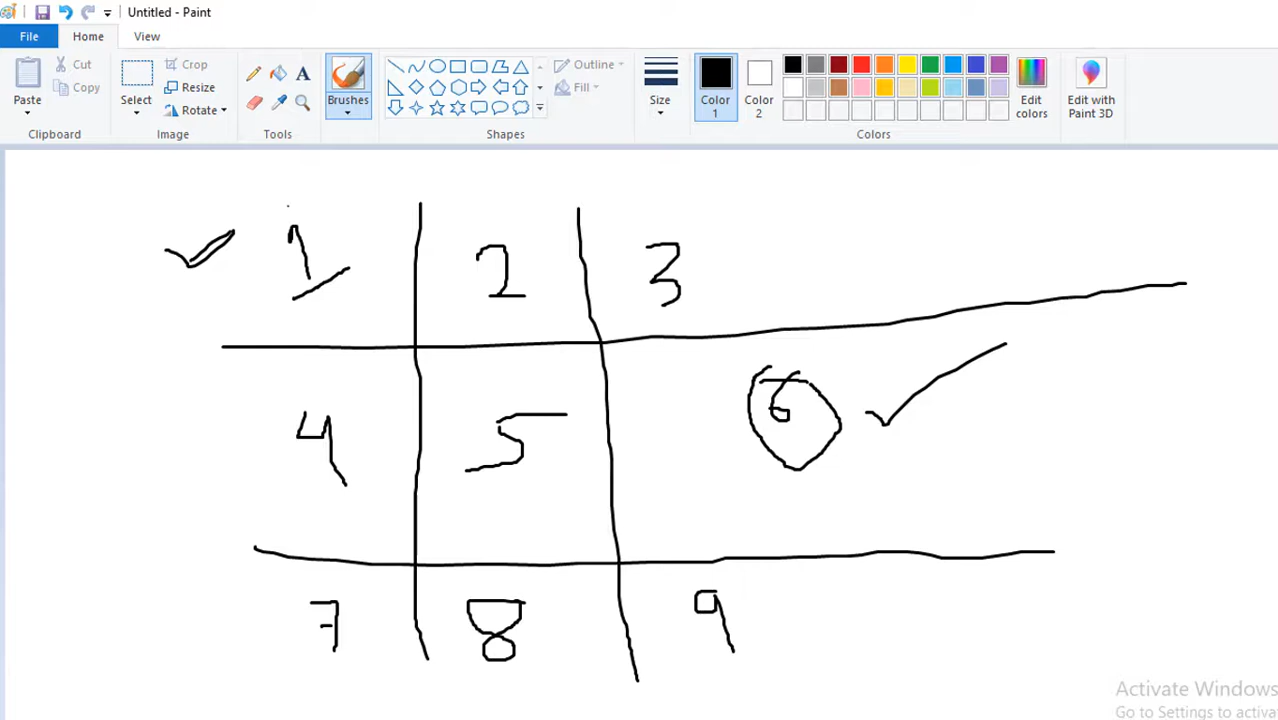 Untitled - Paint
File Home View
Paste
Cut
Copy
Clipboard
Select
Crop
Resize
Rotate
Image
A
Tools
Brushes
Shapes
Outline
Fill
Size
Color 1
Color 2
Edit colors
Colors
Edit with Paint 3D
1 2 3
4 5 6
7 8 9
Activate Windows
Go to Settings to activa